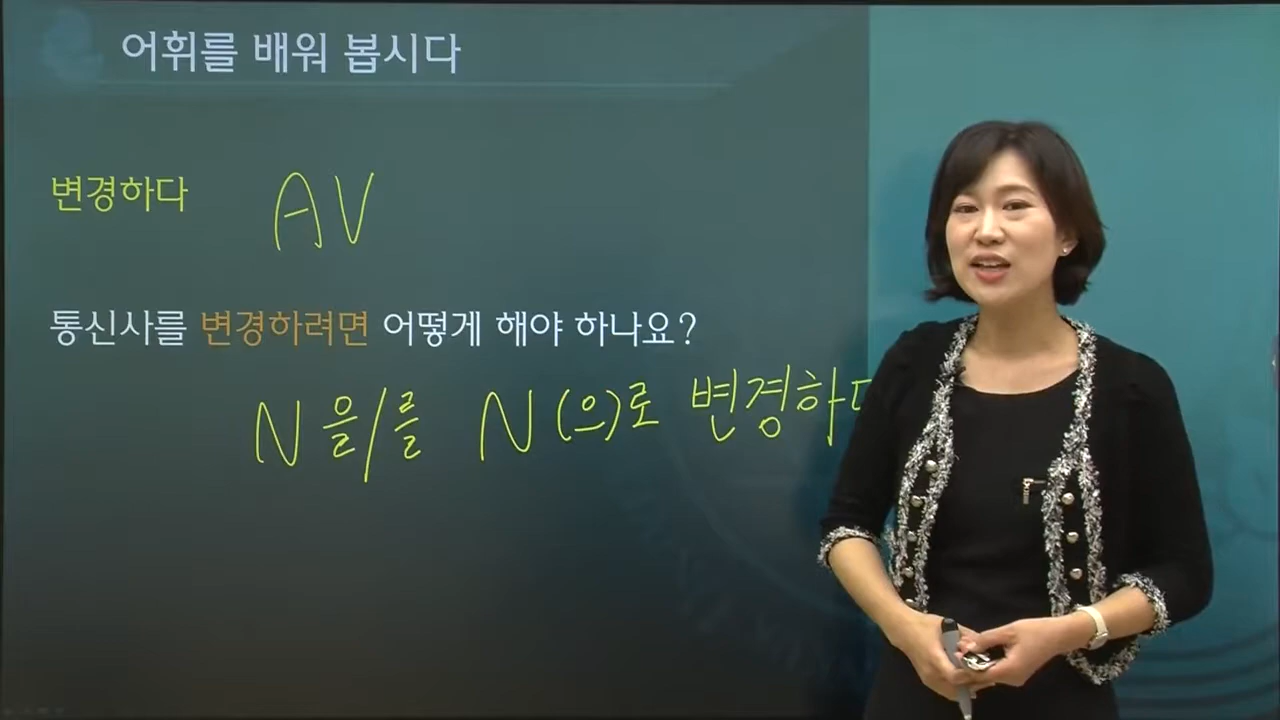 어휘를 배워 봅시다
변경하다 AV
통신사를 변경하려면 어떻게 해야 하나요?
N 을/를 N (으)로 변경하다